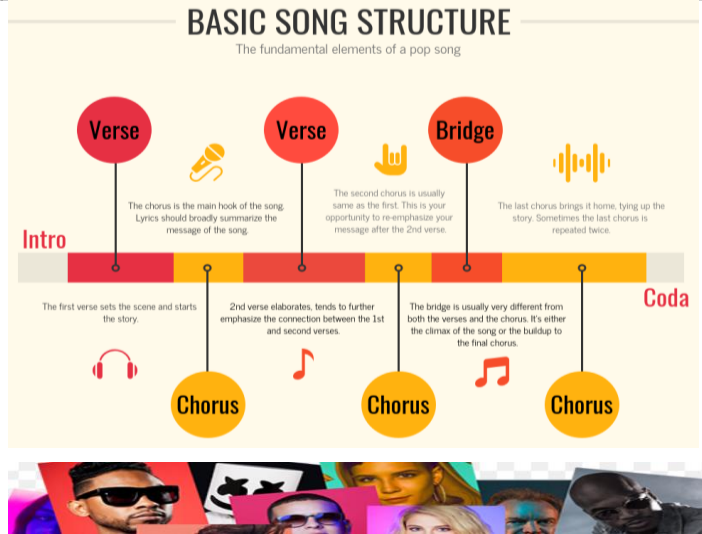 BASIC SONG STRUCTURE
The fundamental elements of a pop song
Verse
Verse
Bridge
The chorus is the main hook of the song.
Lyrics should broadly summarize the
message of the song.
The second chorus is usually
same as the first. This is your
opportunity to re-emphasize your
message after the 2nd verse.
The last chorus brings it home, tying up the
story. Sometimes the last chorus is
repeated twice.
Intro
Coda
The first verse sets the scene and starts
the story.
2nd verse elaborates, tends to further
emphasize the connection between the 1st
and second verses.
The bridge is usually very different from
both the verses and the chorus. It's either
the climax of the song or the buildup to
the final chorus.
Chorus
Chorus
Chorus